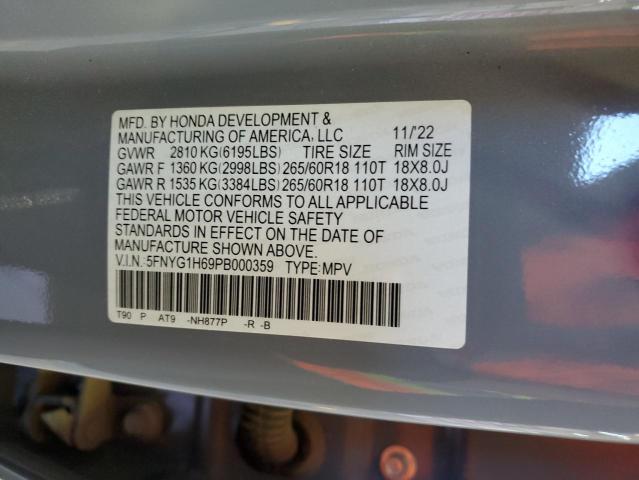 MFD. BY HONDA DEVELOPMENT &
MANUFACTURING OF AMERICA, LLC 11/'22
GVWR 2810 KG(6195LBS) TIRE SIZE RIM SIZE
GAWR F 1360 KG(2998LBS) 265/60R18 110T 18X8.0J
GAWR R 1535 KG(3384LBS) 265/60R18 110T 18X8.0J
THIS VEHICLE CONFORMS TO ALL APPLICABLE
FEDERAL MOTOR VEHICLE SAFETY
STANDARDS IN EFFECT ON THE DATE OF
MANUFACTURE SHOWN ABOVE.
V.I.N.:5FNYG1H69PB000359 TYPE:MPV
T90 P AT9 -NH877P -R -B